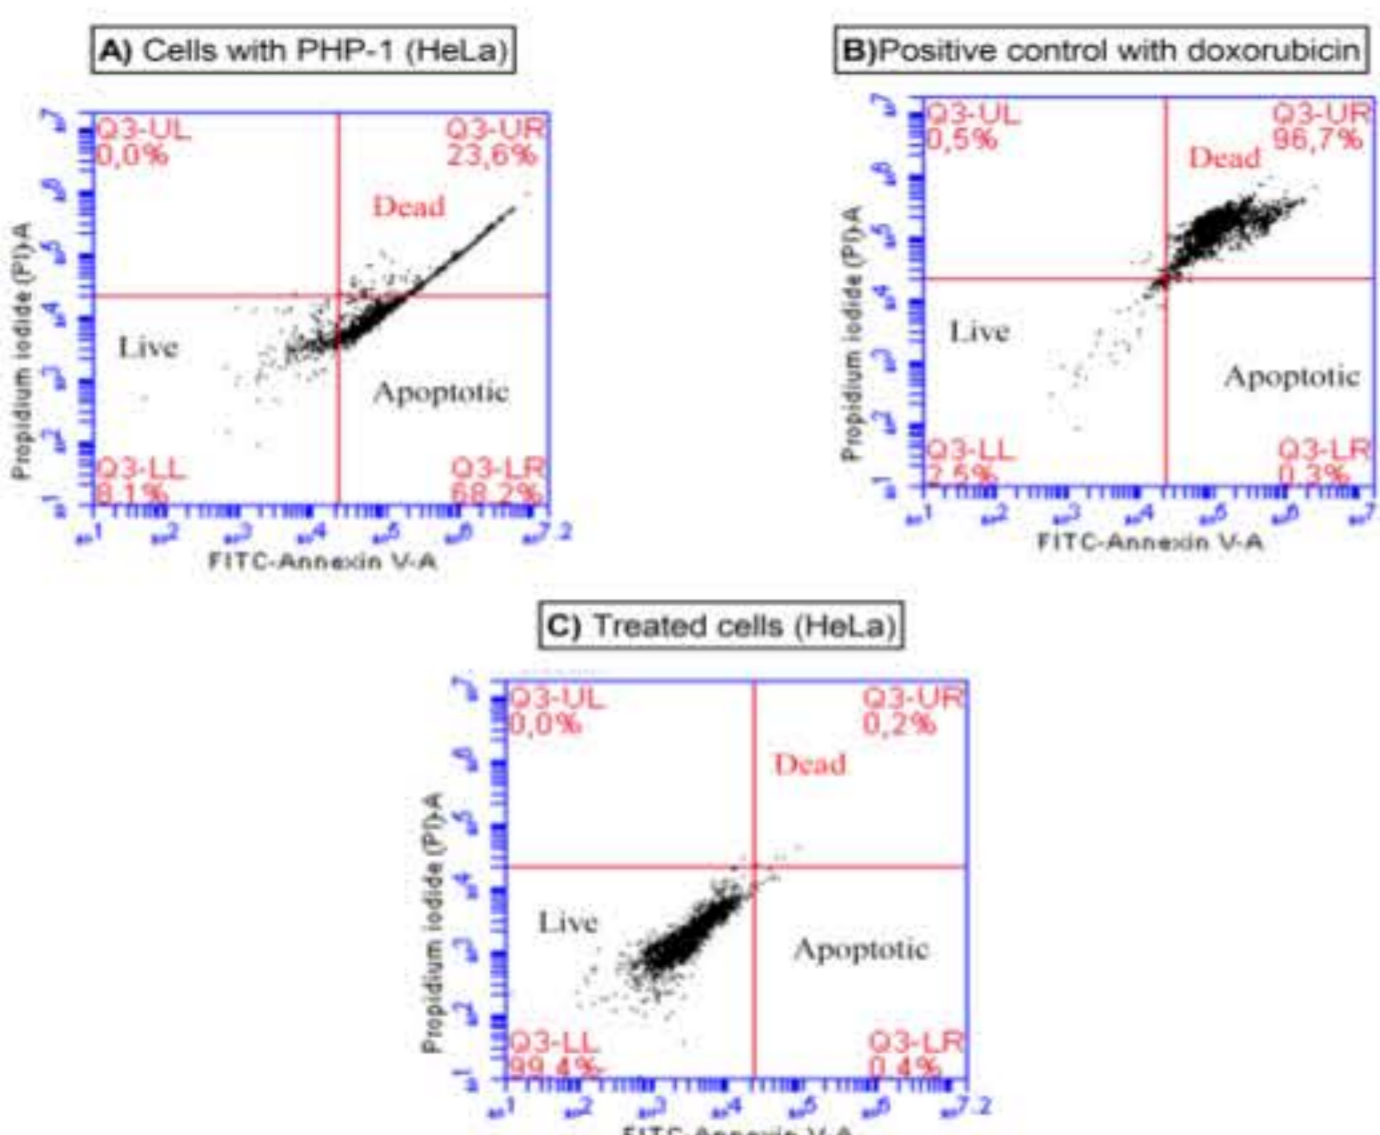 A) Cells with PHP-1 (HeLa)
Q3-UL
0,0%
Q3-UR
23,6%
Dead
Live
Apoptotic
Q3-LL
8.1%
Q3-LR
68.2%
Propidium iodide (PI)-A
FITC-Annexin V-A
B)Positive control with doxorubicin
Q3-UL
0,5%
Q3-UR
96,7%
Dead
Live
Apoptotic
Q3-LL
2.5%
Q3-LR
0.3%
Propidium iodide (PI)-A
FITC-Annexin V-A
C) Treated cells (HeLa)
Q3-UL
0,0%
Q3-UR
0,2%
Dead
Live
Apoptotic
Q3-LL
99.4%
Q3-LR
0.4%
Propidium iodide (PI)-A
FITC-Annexin V-A